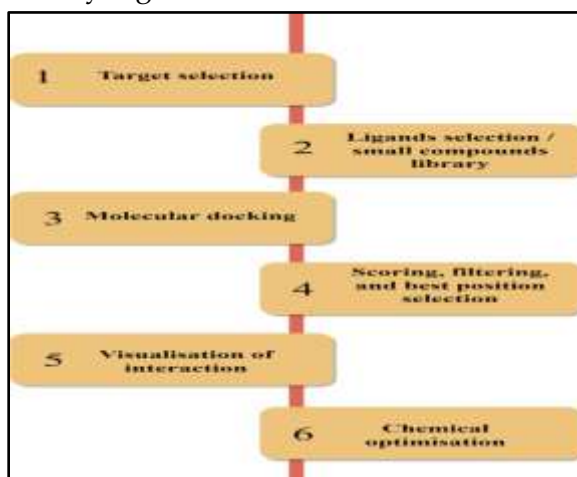 1 Target selection
2 Ligands selection /
small compounds
library
3 Molecular docking
4 Scoring, filtering,
and best position
selection
5 Visualisation of
interaction
6 Chemical
optimisation